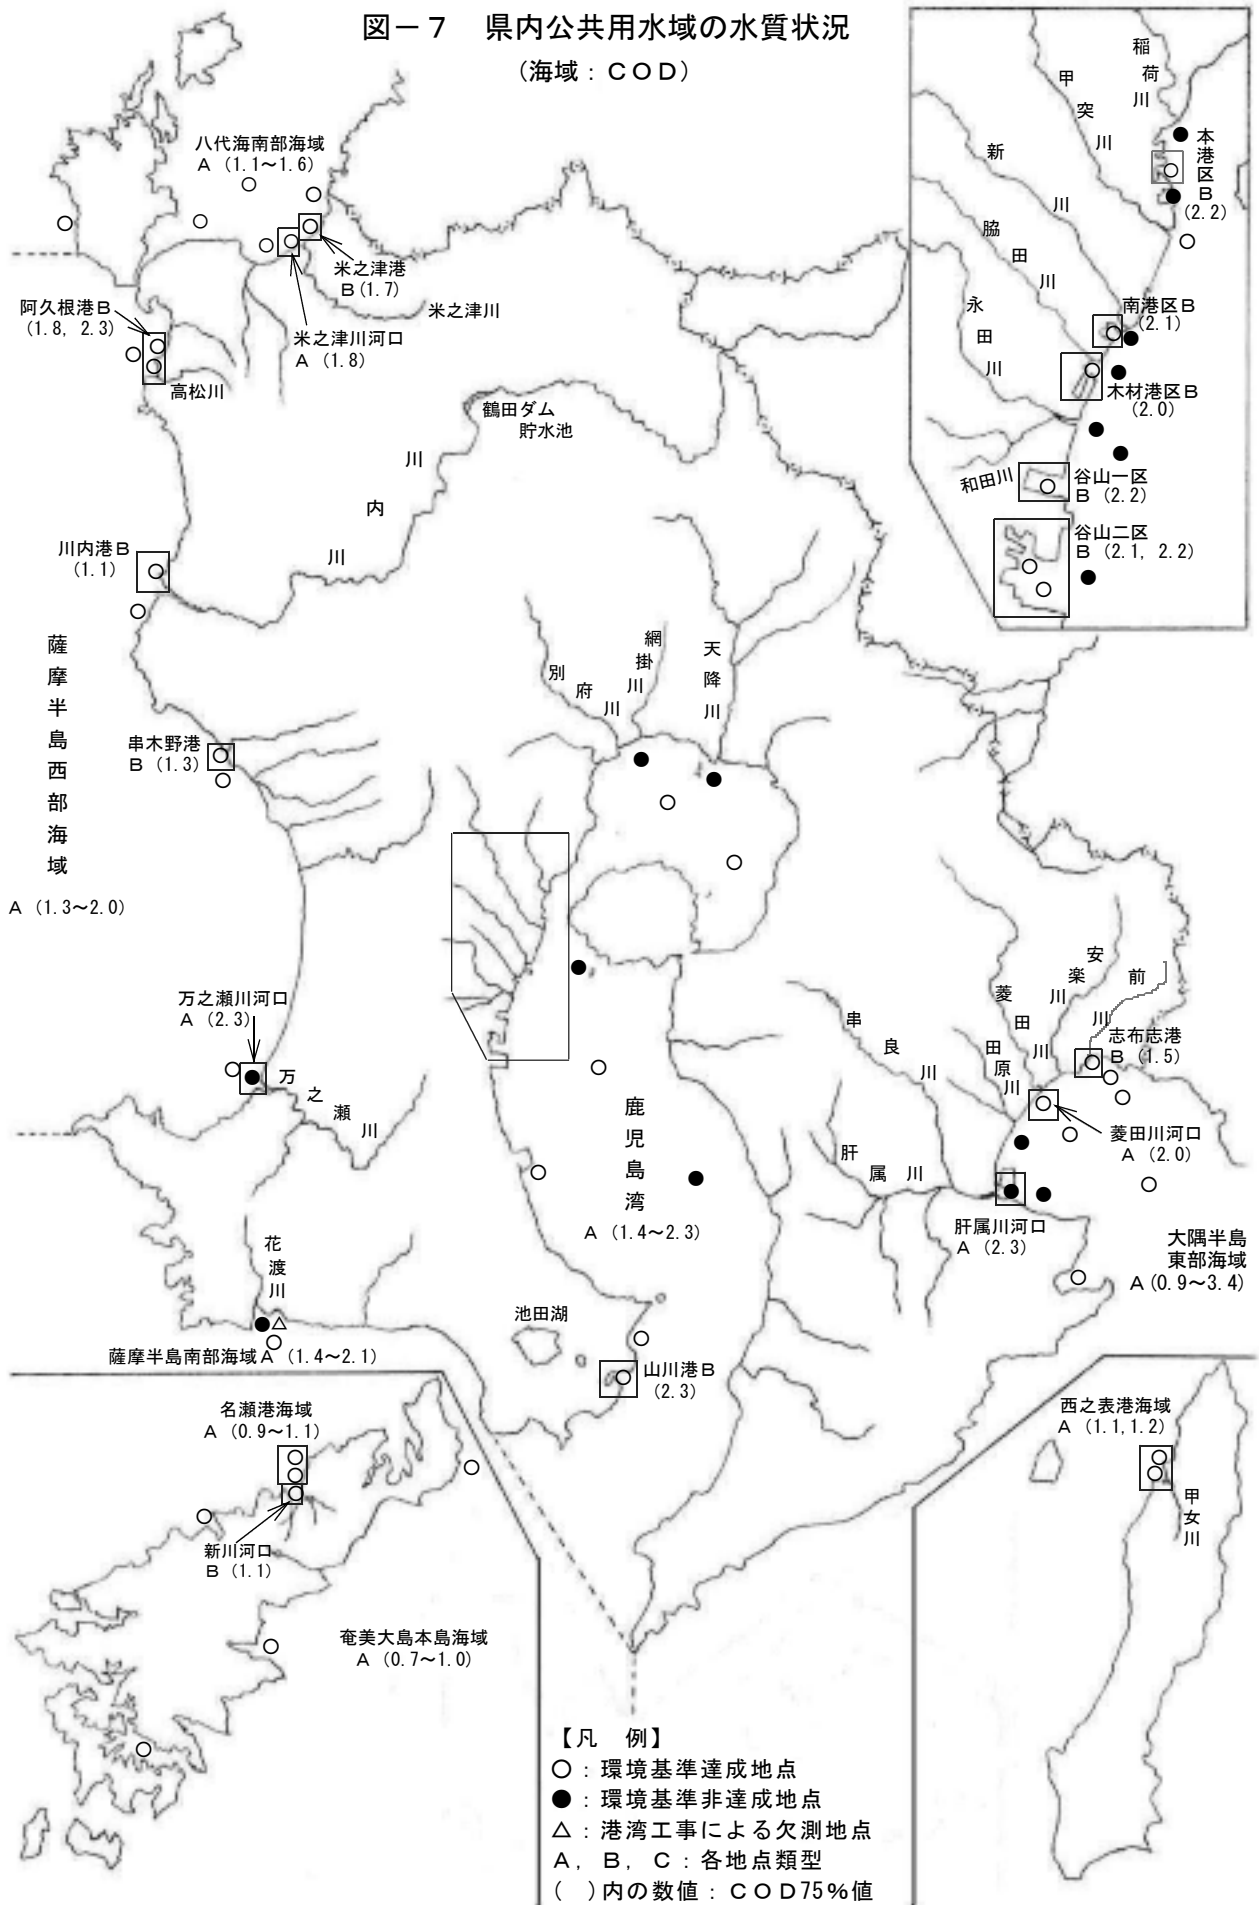 図－７　県内公共用水域の水質状況
（海域：ＣＯＤ）
八代海南部海域
A (1.1～1.6)
米之津港
B (1.7)
米之津川
米之津川河口
A (1.8)
阿久根港B
(1.8, 2.3)
高松川
鶴田ダム
貯水池
川内川
川内港B
(1.1)
薩摩半島西部海域
A (1.3～2.0)
串木野港
B (1.3)
別府川
網掛川
天降川
稲荷川
甲突川
新川
脇田川
永田川
和田川
本港区B
(2.2)
南港区B
(2.1)
木材港区B
(2.0)
谷山一区
B (2.2)
谷山二区
B (2.1, 2.2)
万之瀬川河口
A (2.3)
万之瀬川
鹿児島湾
A (1.4～2.3)
串良川
肝属川
菱田川
田原川
安楽川
前川
志布志港
B (1.5)
菱田川河口
A (2.0)
肝属川河口
A (2.3)
大隅半島
東部海域
A (0.9～3.4)
花渡川
池田湖
薩摩半島南部海域A (1.4～2.1)
山川港B
(2.3)
名瀬港海域
A (0.9～1.1)
新川河口
B (1.1)
奄美大島本島海域
A (0.7～1.0)
西之表港海域
A (1.1,1.2)
甲女川
【凡　例】
○：環境基準達成地点
●：環境基準非達成地点
△：港湾工事による欠測地点
Ａ，Ｂ，Ｃ：各地点類型
(　)内の数値：ＣＯＤ75％値